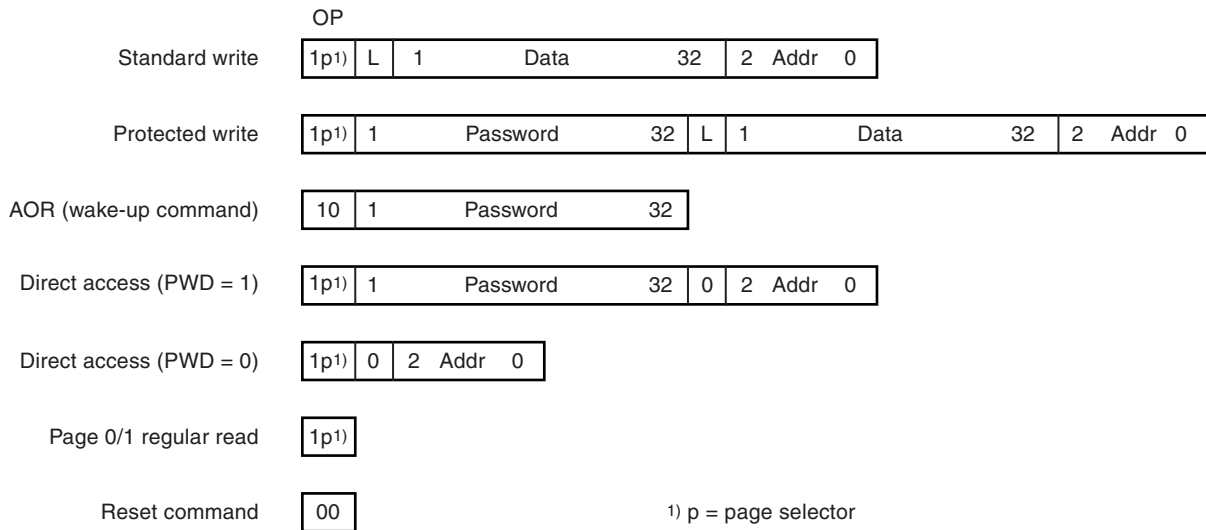 OP
Standard write 1p1) L 1 Data 32 2 Addr 0
Protected write 1p1) 1 Password 32 L 1 Data 32 2 Addr 0
AOR (wake-up command) 10 1 Password 32
Direct access (PWD = 1) 1p1) 1 Password 32 0 2 Addr 0
Direct access (PWD = 0) 1p1) 0 2 Addr 0
Page 0/1 regular read 1p1)
Reset command 00 1) p = page selector